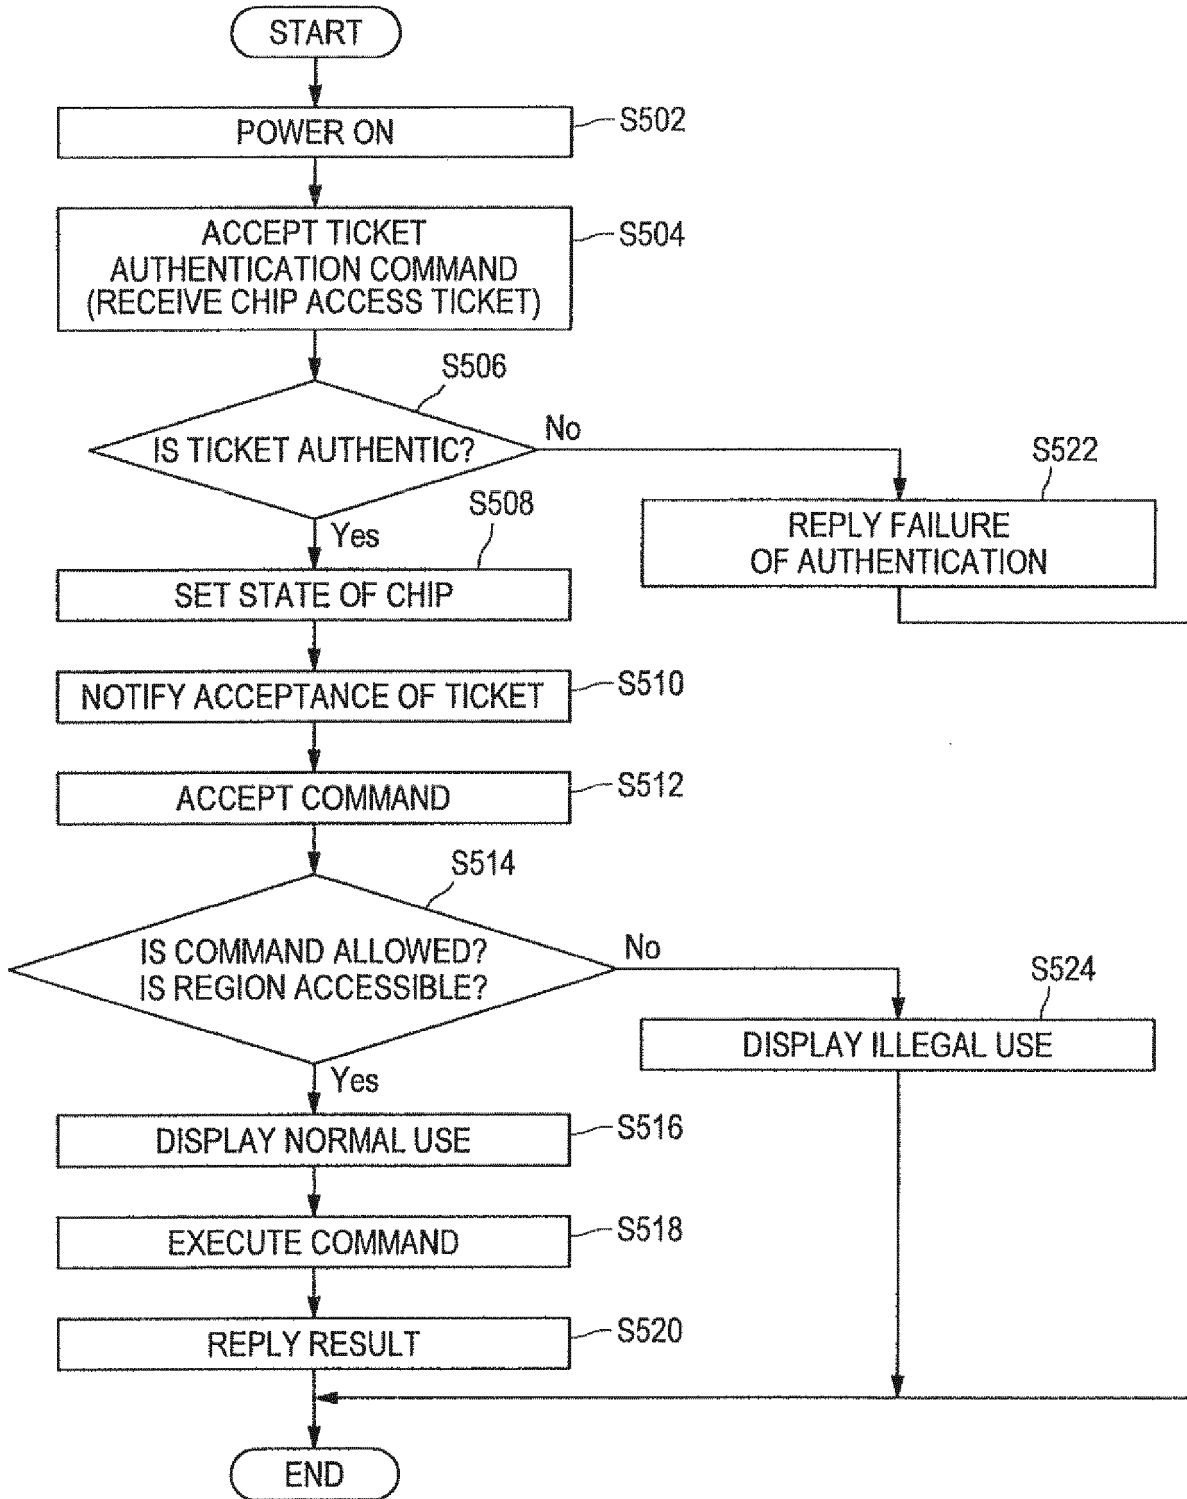 START
POWER ON
S502
ACCEPT TICKET
AUTHENTICATION COMMAND
(RECEIVE CHIP ACCESS TICKET)
S504
S506
IS TICKET AUTHENTIC?
No
Yes
S522
REPLY FAILURE
OF AUTHENTICATION
S508
SET STATE OF CHIP
NOTIFY ACCEPTANCE OF TICKET
S510
ACCEPT COMMAND
S512
S514
IS COMMAND ALLOWED?
IS REGION ACCESSIBLE?
No
Yes
S524
DISPLAY ILLEGAL USE
DISPLAY NORMAL USE
S516
EXECUTE COMMAND
S518
REPLY RESULT
S520
END